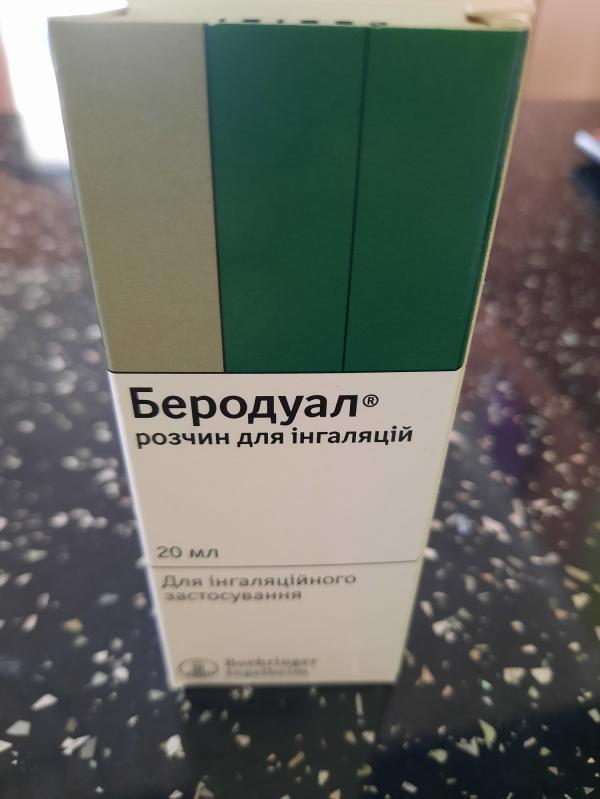 Беродуал®
розчин для інгаляцій
20 мл
Для інгаляційного
застосування
Boehringer
Ingelheim